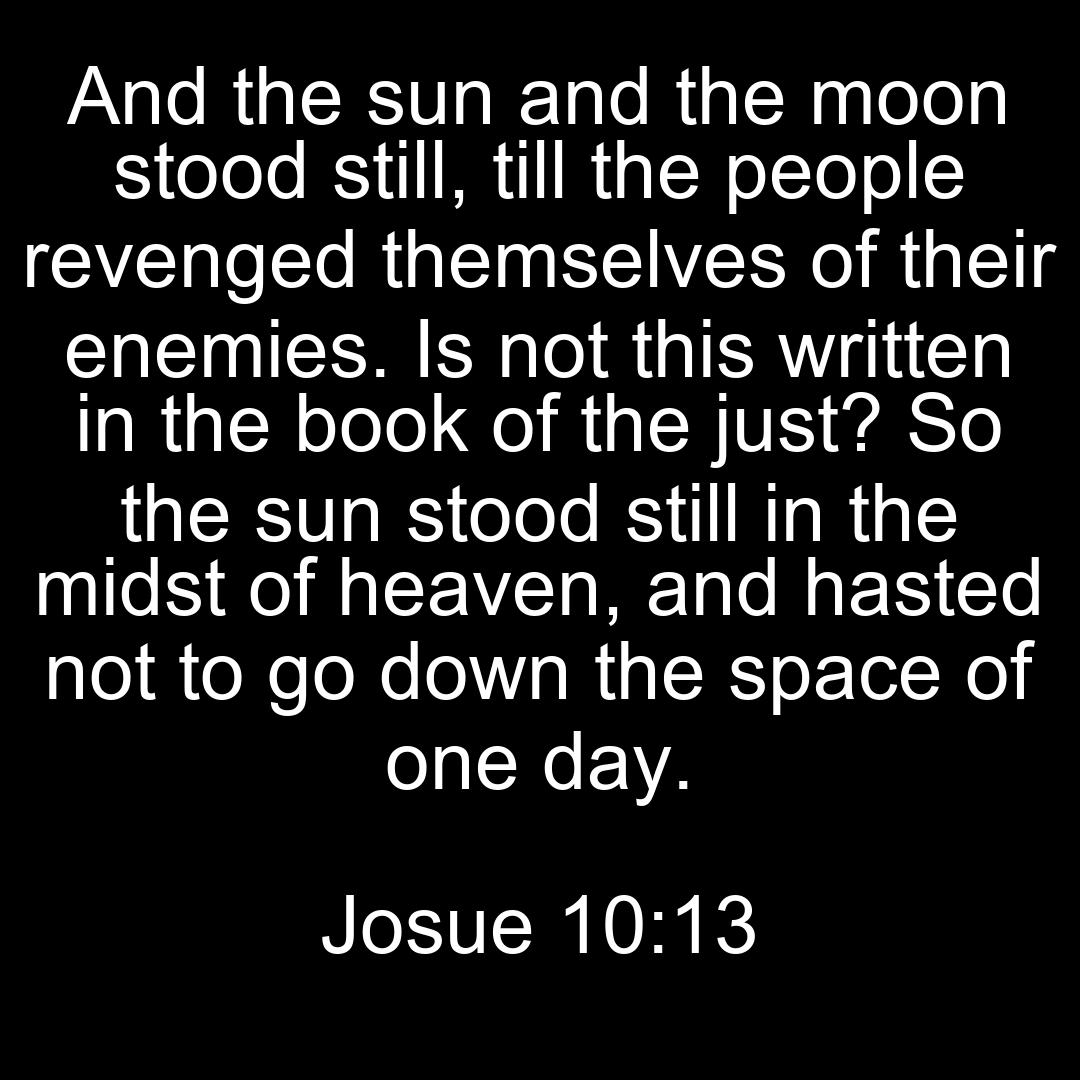 And the sun and the moon
stood still, till the people
revenged themselves of their
enemies. Is not this written
in the book of the just? So
the sun stood still in the
midst of heaven, and hasted
not to go down the space of
one day.
Josue 10:13